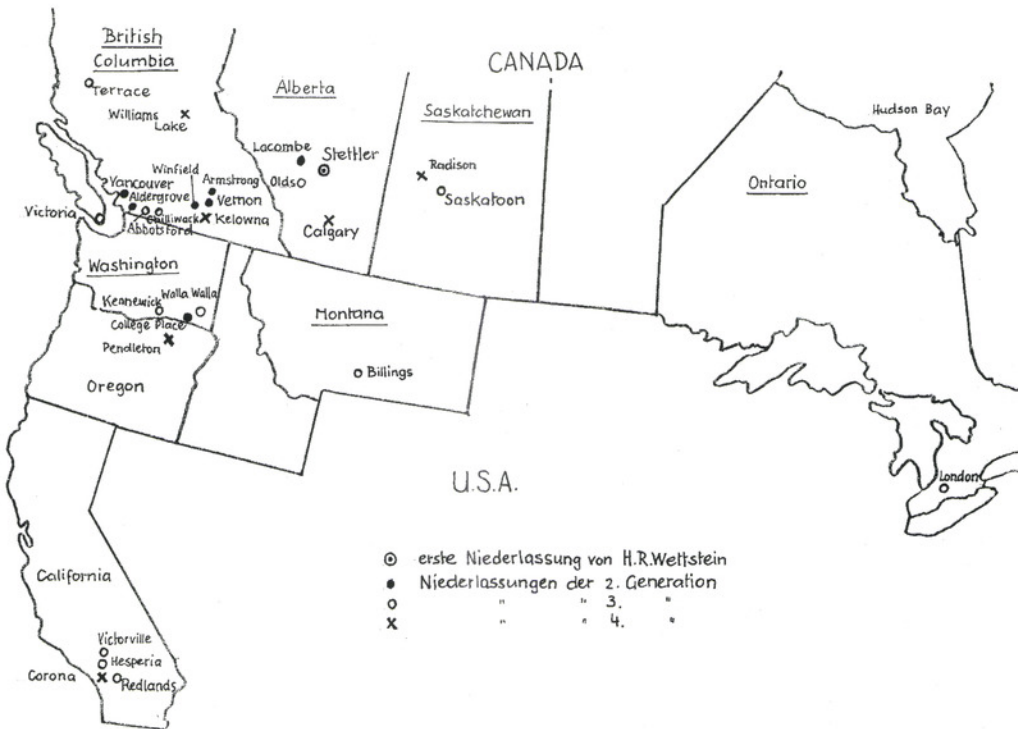 British
Columbia
CANADA
Terrace
Alberta
Saskatchewan
Hudson Bay
Williams
Lake
Lacombe
Stettler
Radison
Winfield
Oldso
Saskatoon
Ontario
Vancouver
Armstrong
Aldergrove
Vernon
Victoria
Chilliwack
Kelowna
Abbotsford
Calgary
Washington
Kennewick
Wolla Walla
College Place
Montana
Pendleton
Billings
Oregon
U.S.A.
London
erste Niederlassung von H.R.Wettstein
Niederlassungen der 2. Generation
" " 3. "
" " 4. "
California
Victorville
Hesperia
Corona
Redlands